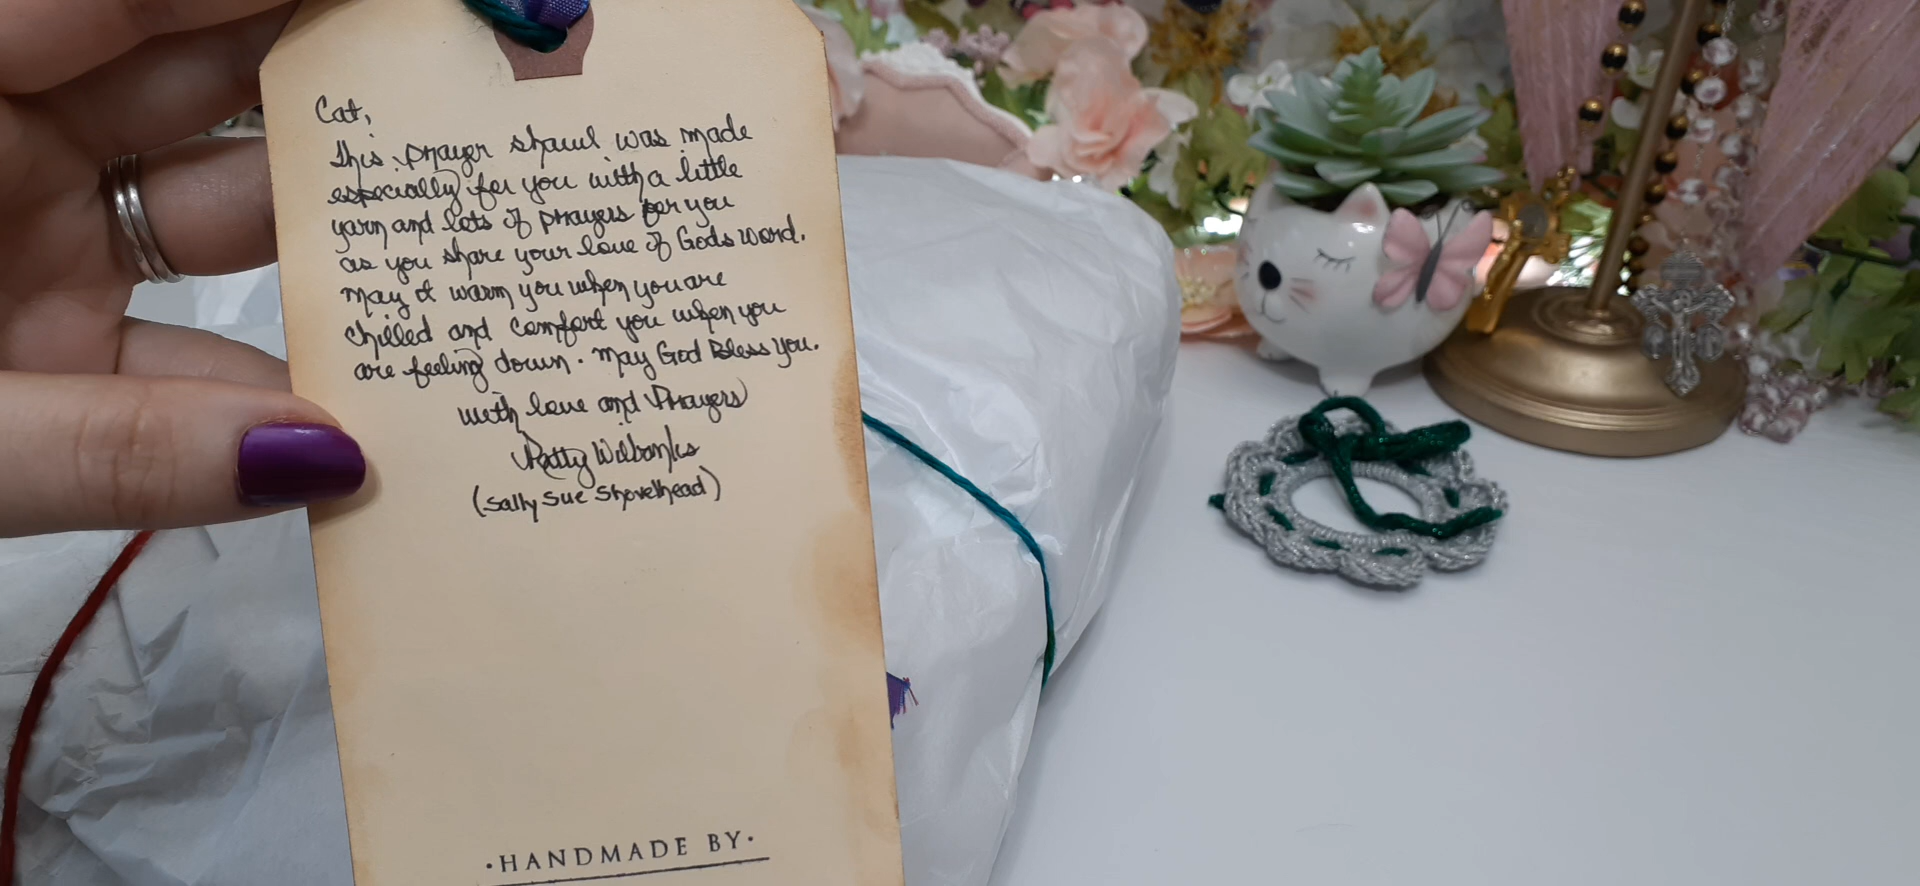 Cat,
This prayer shawl was made
especially for you with a little
yarn and lots of prayers for you
as you share your love of Gods word.
May it warm you when you are
chilled and comfort you when you
are feeling down. May God Bless you.
with love and Prayers
Patty Wilbanks
(Sally Sue Shovelhead)
·HANDMADE BY·